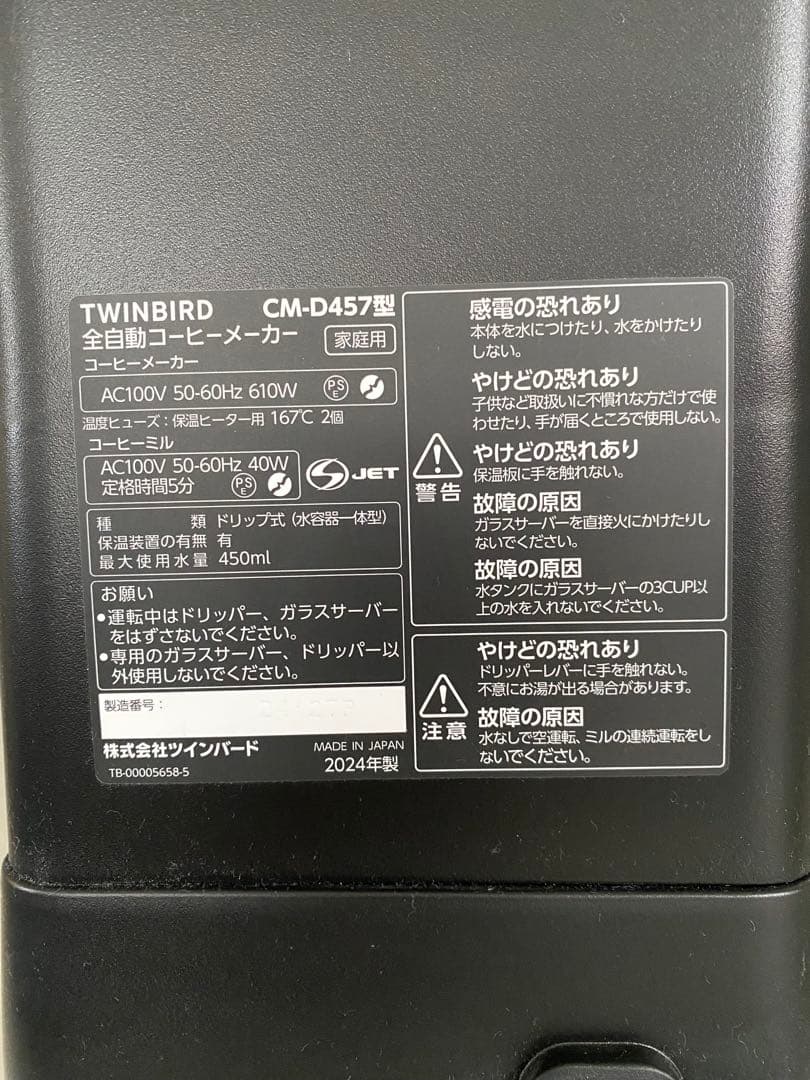 TWINBIRD CM-D457型
全自動コーヒーメーカー 家庭用
コーヒーメーカー
AC100V 50-60Hz 610W PSE
温度ヒューズ：保温ヒーター用 167℃ 2個
コーヒーミル
AC100V 50-60Hz 40W
定格時間5分 PSE
JET
種類 ドリップ式（水容器一体型）
保温装置の有無 有
最大使用水量 450ml
お願い
●運転中はドリッパー、ガラスサーバー
をはずさないでください。
●専用のガラスサーバー、ドリッパー以
外使用しないでください。
製造番号：
株式会社ツインバード MADE IN JAPAN
TB-00005658-5 2024年製
警告
感電の恐れあり
本体を水につけたり、水をかけたり
しない。
やけどの恐れあり
子供など取扱いに不慣れな方だけで使
わせたり、手が届くところで使用しない。
やけどの恐れあり
保温板に手を触れない。
故障の原因
ガラスサーバーを直接火にかけたりし
ないでください。
故障の原因
水タンクにガラスサーバーの3CUP以
上の水を入れないでください。
注意
やけどの恐れあり
ドリッパーレバーに手を触れない。
不意にお湯が出る場合があります。
故障の原因
水なしで空運転、ミルの連続運転をし
ないでください。